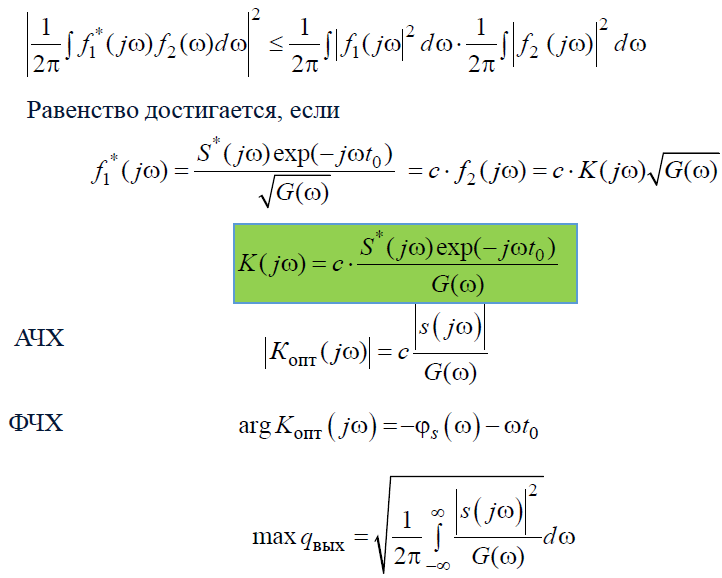 |1/2π ∫ f₁*(jω) f₂(ω)dω|² ≤ 1/2π ∫|f₁(jω|² dω · 1/2π ∫|f₂ (jω)|² dω
Равенство достигается, если
f₁*(jω) = S*(jω)exp(−jωt₀)/√G(ω) = c · f₂(jω) = c · K(jω)√G(ω)
K(jω) = c · S*(jω)exp(−jωt₀)/G(ω)
АЧХ |K_опт(jω)| = c |s(jω)|/G(ω)
ФЧХ arg K_опт(jω) = −φ_s(ω) − ωt₀
max q_вых = √(1/2π ∫_{−∞}^{∞} |s(jω)|²/G(ω) dω)